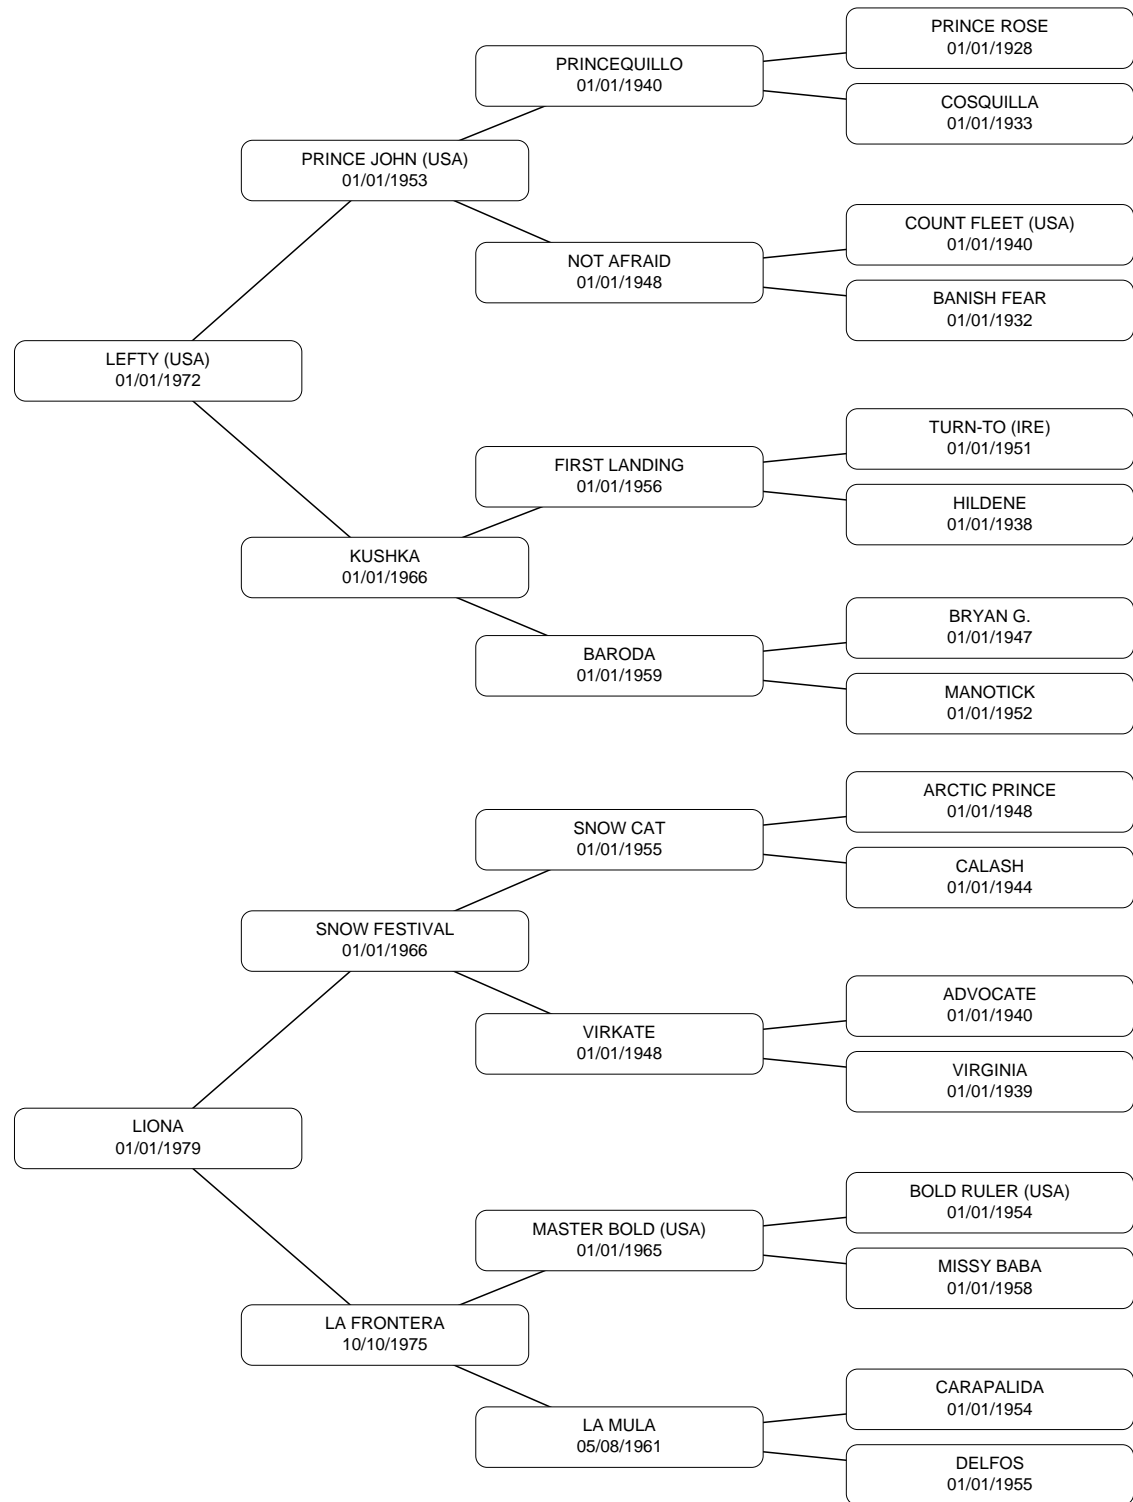 PRINCE ROSE
01/01/1928
PRINCEQUILLO
01/01/1940
COSQUILLA
01/01/1933
PRINCE JOHN (USA)
01/01/1953
COUNT FLEET (USA)
01/01/1940
NOT AFRAID
01/01/1948
BANISH FEAR
01/01/1932
LEFTY (USA)
01/01/1972
TURN-TO (IRE)
01/01/1951
FIRST LANDING
01/01/1956
HILDENE
01/01/1938
KUSHKA
01/01/1966
BRYAN G.
01/01/1947
BARODA
01/01/1959
MANOTICK
01/01/1952
ARCTIC PRINCE
01/01/1948
SNOW CAT
01/01/1955
CALASH
01/01/1944
SNOW FESTIVAL
01/01/1966
ADVOCATE
01/01/1940
VIRKATE
01/01/1948
VIRGINIA
01/01/1939
LIONA
01/01/1979
BOLD RULER (USA)
01/01/1954
MASTER BOLD (USA)
01/01/1965
MISSY BABA
01/01/1958
LA FRONTERA
10/10/1975
CARAPALIDA
01/01/1954
LA MULA
05/08/1961
DELFOS
01/01/1955